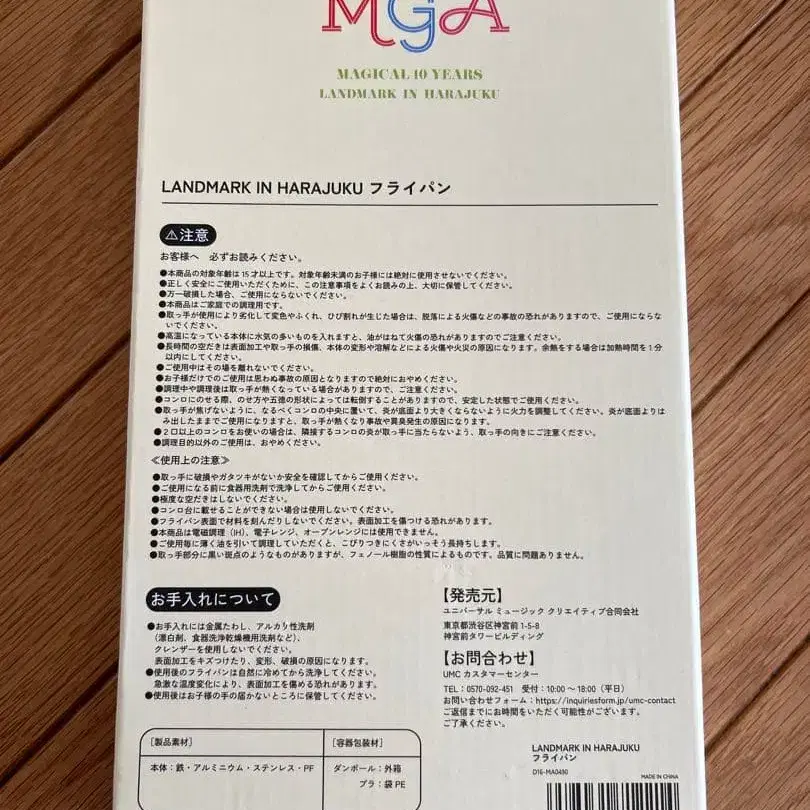 MGA
MAGICAL 10 YEARS
LANDMARK IN HARAJUKU
LANDMARK IN HARAJUKU フライパン
⚠注意
お客様へ 必ずお読みください。
●本商品の対象年齢は15才以上です。対象年齢未満のお子様には絶対に使用させないでください。
●正しく安全にご使用いただくために、この注意事項をよくお読みの上、大切に保管してください。
●万一破損した場合、ご使用にならないでください。
●本商品はご家庭での調理用です。
●取っ手が使用により劣化して変色やふくれ、ひび割れが生じた場合は、脱落による火傷などの事故の恐れがありますので、ご使用にならな
いでください。
●高温になっている本体に水気の多いものを入れますと、油がはねて火傷の恐れがありますのでご注意ください。
●長時間の空だきは表面加工や取っ手の損傷、本体の変形や溶解などによる火傷や火災の原因になります。余熱をする場合は加熱時間を1分
以内にしてください。
●ご使用中はその場を離れないでください。
●お子様だけでのご使用は思わぬ事故の原因となりますので絶対におやめください。
●調理中や調理後は取っ手が熱くなっている場合がありますので、ご注意ください。
●コンロにのせる際、のせ方や五徳の形状によっては転倒することがありますので、安定した状態でご使用ください。
●取っ手が焦げないように、なるべくコンロの中央に置いて、炎が底面より大きくならないように火力を調整してください。炎が底面よりは
み出したままでご使用になりますと、取っ手が熱くなり事故や異臭発生の原因になります。
●2口以上のコンロをお使いの場合は、隣接するコンロの炎が取っ手に当たらないよう、取っ手の向きにご注意ください。
●調理目的以外のご使用は、おやめください。
≪使用上の注意≫
●取っ手に破損やガタツキがないか安全を確認してからご使用ください。
●ご使用になる前に食器用洗剤で洗浄してからご使用ください。
●極度な空だきはしないでください。
●コンロ台に載せることができない場合は使用しないでください。
●フライパン表面で材料を刻んだりしないでください。表面加工を傷つける恐れがあります。
●本商品は電磁調理(IH)、電子レンジ、オーブンレンジには使用できません。
●ご使用毎に薄く油を引いて調理していただくと、こびりつきにくさがいっそう長持ちします。
●取っ手部分に黒い斑点のようなものがありますが、フェノール樹脂の性質によるものです。品質に問題ありません。
お手入れについて
●お手入れには金属たわし、アルカリ性洗剤
(漂白剤、食器洗浄乾燥機用洗剤など)、
クレンザーを使用しないでください。
表面加工をキズつけたり、変形、破損の原因になります。
●使用後のフライパンは自然に冷めてから洗浄してください。
急激な温度変化により、表面加工を傷める恐れがあります。
●使用後はお子様の手の届かないところに保管してください。
【発売元】
ユニバーサル ミュージック クリエイティブ合同会社
東京都渋谷区神宮前 1-5-8
神宮前タワービルディング
【お問合わせ】
UMC カスタマーセンター
TEL:0570-092-451 受付:10:00～18:00(平日)
お問い合わせフォーム:https://inquiriesform.jp/umc-contact
ご返信までにお時間をいただく可能性がございます。
ご了承ください。
[製品素材] [容器包装材]
本体:鉄・アルミニウム・ステンレス・PF ダンボール:外箱
プラ:袋PE
LANDMARK IN HARAJUKU
フライパン
D16-MA0490
MADE IN CHINA